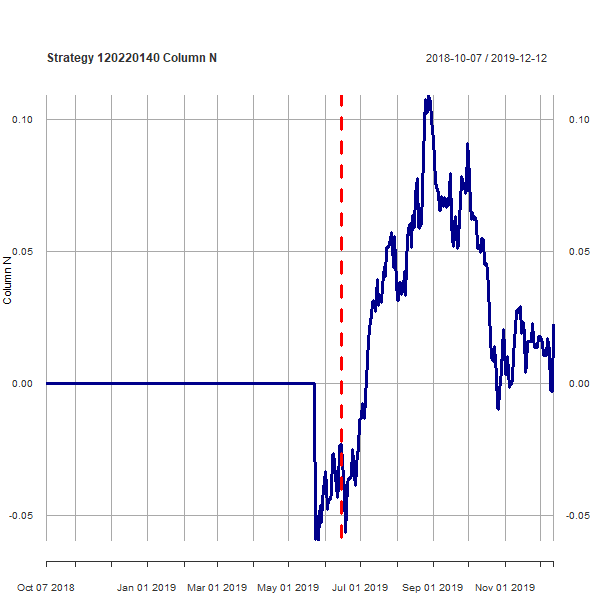 Strategy 120220140 Column N
2018-10-07 / 2019-12-12
0.10 0.10
0.05 0.05
Column N
0.00 0.00
-0.05 -0.05
Oct 07 2018 Jan 01 2019 Mar 01 2019 May 01 2019 Jul 01 2019 Sep 01 2019 Nov 01 2019